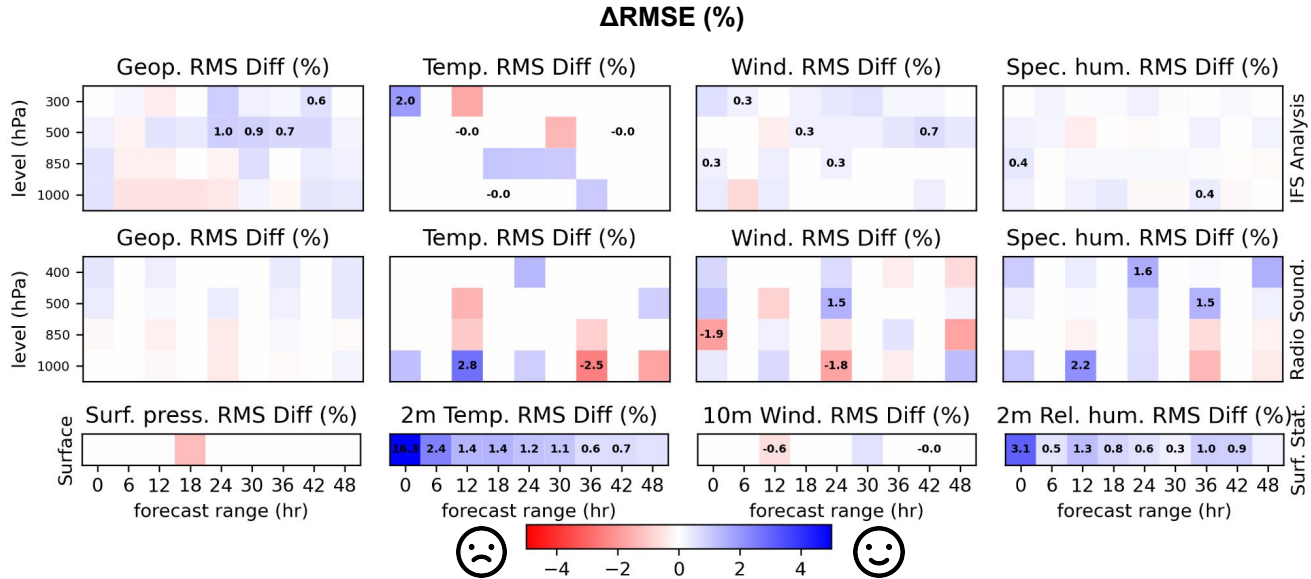 ΔRMSE (%)
Geop. RMS Diff (%) Temp. RMS Diff (%) Wind. RMS Diff (%) Spec. hum. RMS Diff (%)
level (hPa)
300 0.6 2.0 0.3
500 1.0 0.9 0.7 -0.0 -0.0 0.3 0.7
850 0.3 0.3 0.4
1000 -0.0 0.4
IFS Analysis
Geop. RMS Diff (%) Temp. RMS Diff (%) Wind. RMS Diff (%) Spec. hum. RMS Diff (%)
level (hPa)
400 1.6
500 1.5 1.5
850 -1.9
1000 2.8 -2.5 -1.8 2.2
Radio Sound.
Surf. press. RMS Diff (%) 2m Temp. RMS Diff (%) 10m Wind. RMS Diff (%) 2m Rel. hum. RMS Diff (%)
Surface
16.3 2.4 1.4 1.4 1.2 1.1 0.6 0.7 -0.6 -0.0 3.1 0.5 1.3 0.8 0.6 0.3 1.0 0.9
Surf. Stat.
0 6 12 18 24 30 36 42 48 0 6 12 18 24 30 36 42 48 0 6 12 18 24 30 36 42 48 0 6 12 18 24 30 36 42 48
forecast range (hr) forecast range (hr) forecast range (hr) forecast range (hr)
−4 −2 0 2 4